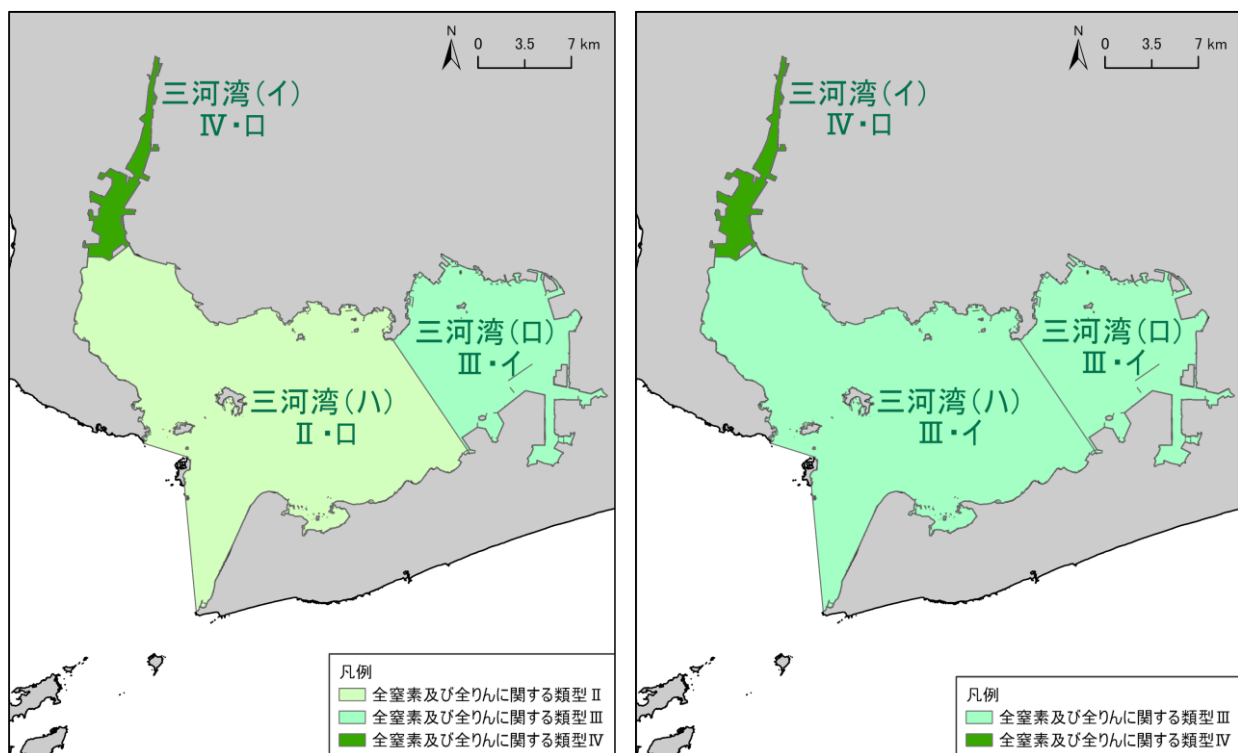 N
0 3.5 7 km
三河湾(イ)
Ⅳ・ロ
三河湾(ロ)
Ⅲ・イ
三河湾(ハ)
Ⅱ・ロ
凡例
全窒素及び全りんに関する類型Ⅱ
全窒素及び全りんに関する類型Ⅲ
全窒素及び全りんに関する類型Ⅳ
N
0 3.5 7 km
三河湾(イ)
Ⅳ・ロ
三河湾(ロ)
Ⅲ・イ
三河湾(ハ)
Ⅲ・イ
凡例
全窒素及び全りんに関する類型Ⅲ
全窒素及び全りんに関する類型Ⅳ